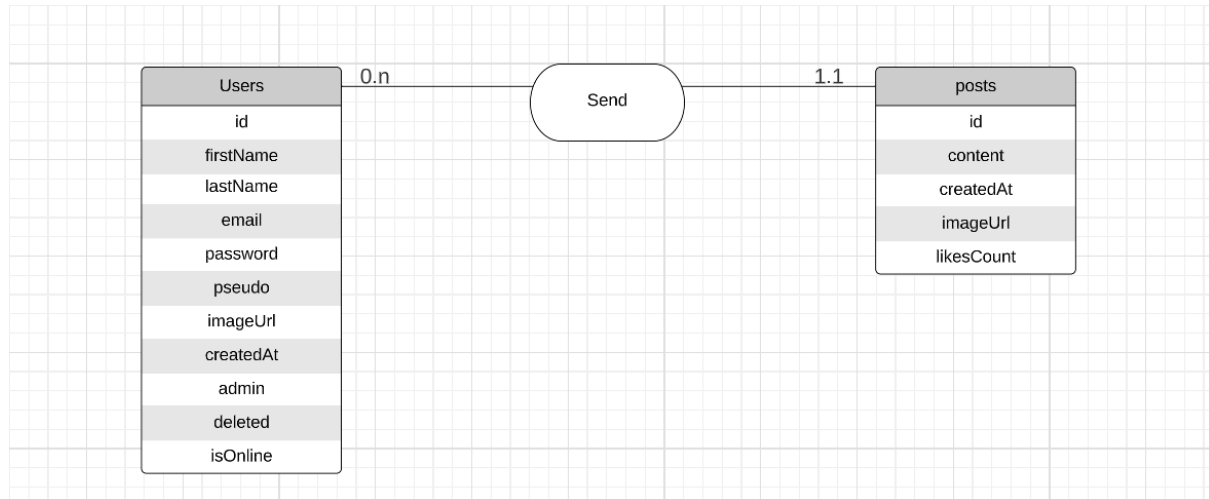 Users
id
firstName
lastName
email
password
pseudo
imageUrl
createdAt
admin
deleted
isOnline
0.n
Send
1.1
posts
id
content
createdAt
imageUrl
likesCount